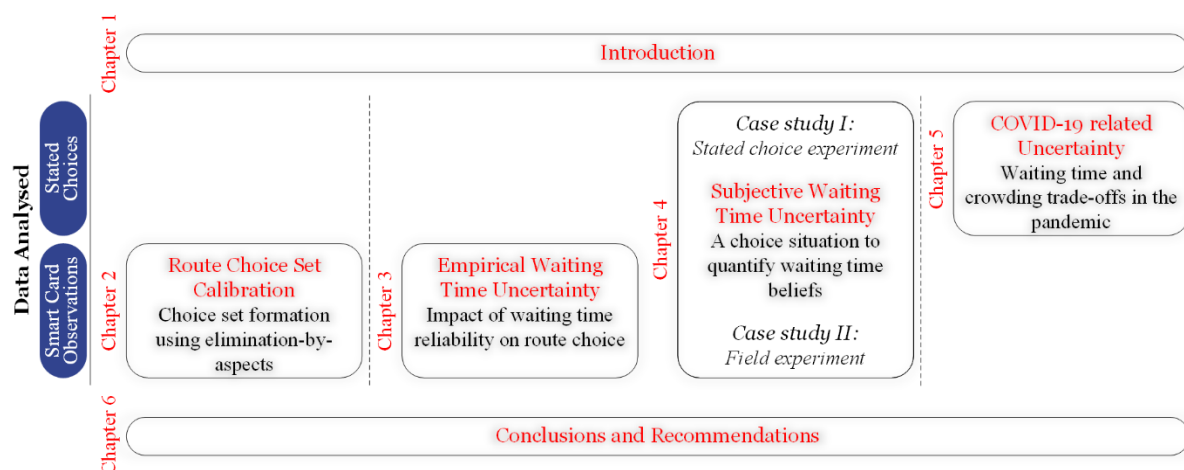 Chapter 1
Introduction
Data Analysed
Stated
Choices
Smart Card
Observations
Chapter 2
Route Choice Set
Calibration
Choice set formation
using elimination-by-
aspects
Chapter 3
Empirical Waiting
Time Uncertainty
Impact of waiting time
reliability on route choice
Chapter 4
Case study I:
Stated choice experiment
Subjective Waiting
Time Uncertainty
A choice situation to
quantify waiting time
beliefs
Case study II:
Field experiment
Chapter 5
COVID-19 related
Uncertainty
Waiting time and
crowding trade-offs in the
pandemic
Chapter 6
Conclusions and Recommendations